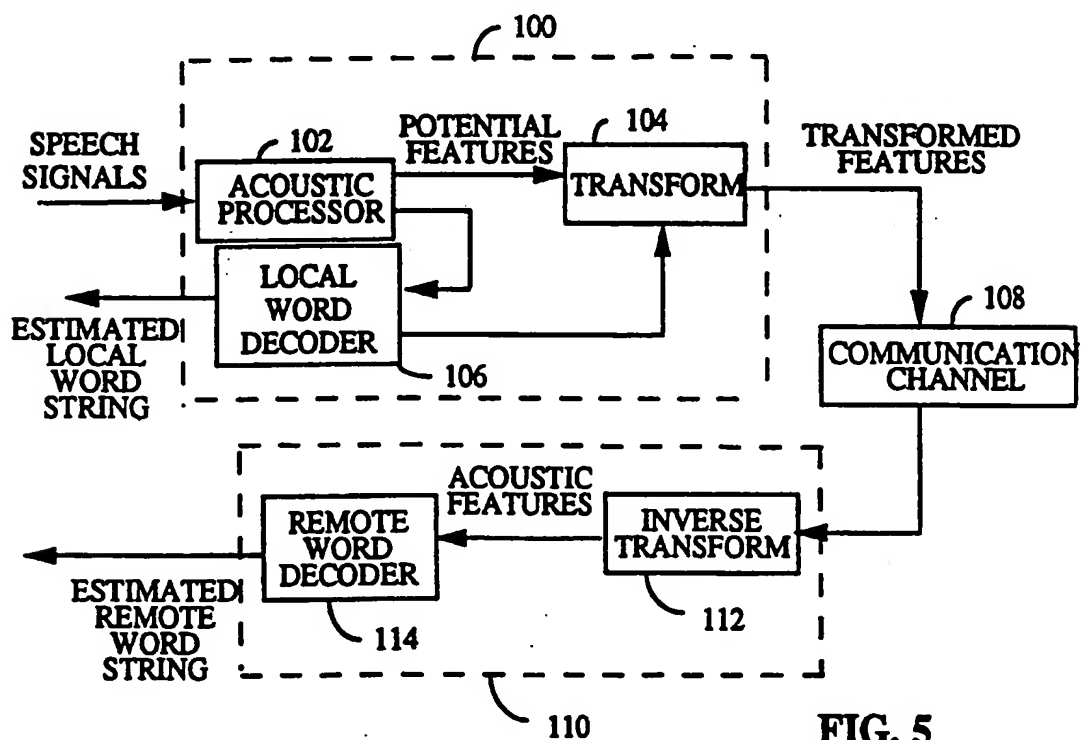 100
SPEECH
SIGNALS
102
ACOUSTIC
PROCESSOR
POTENTIAL
FEATURES
104
TRANSFORM
TRANSFORMED
FEATURES
LOCAL
WORD
DECODER
106
ESTIMATED
LOCAL
WORD
STRING
108
COMMUNICATION
CHANNEL
ACOUSTIC
FEATURES
REMOTE
WORD
DECODER
114
INVERSE
TRANSFORM
112
ESTIMATED
REMOTE
WORD
STRING
110
FIG. 5